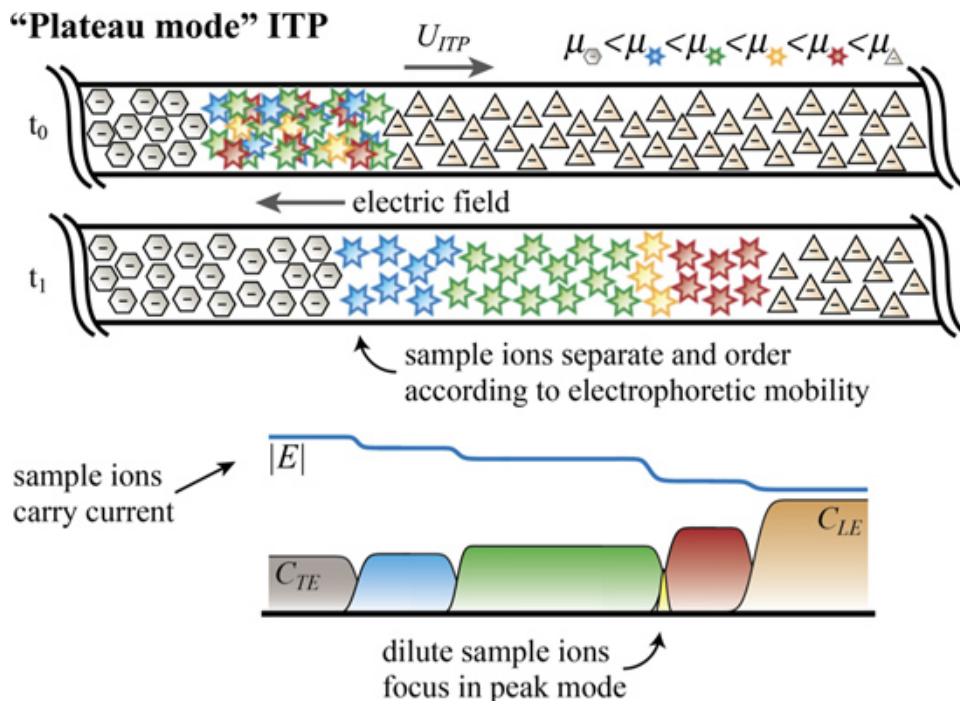 “Plateau mode” ITP
U_ITP
μ<μ<μ<μ<μ<μ
t₀
electric field
t₁
sample ions separate and order
according to electrophoretic mobility
|E|
sample ions
carry current
C_TE
C_LE
dilute sample ions
focus in peak mode